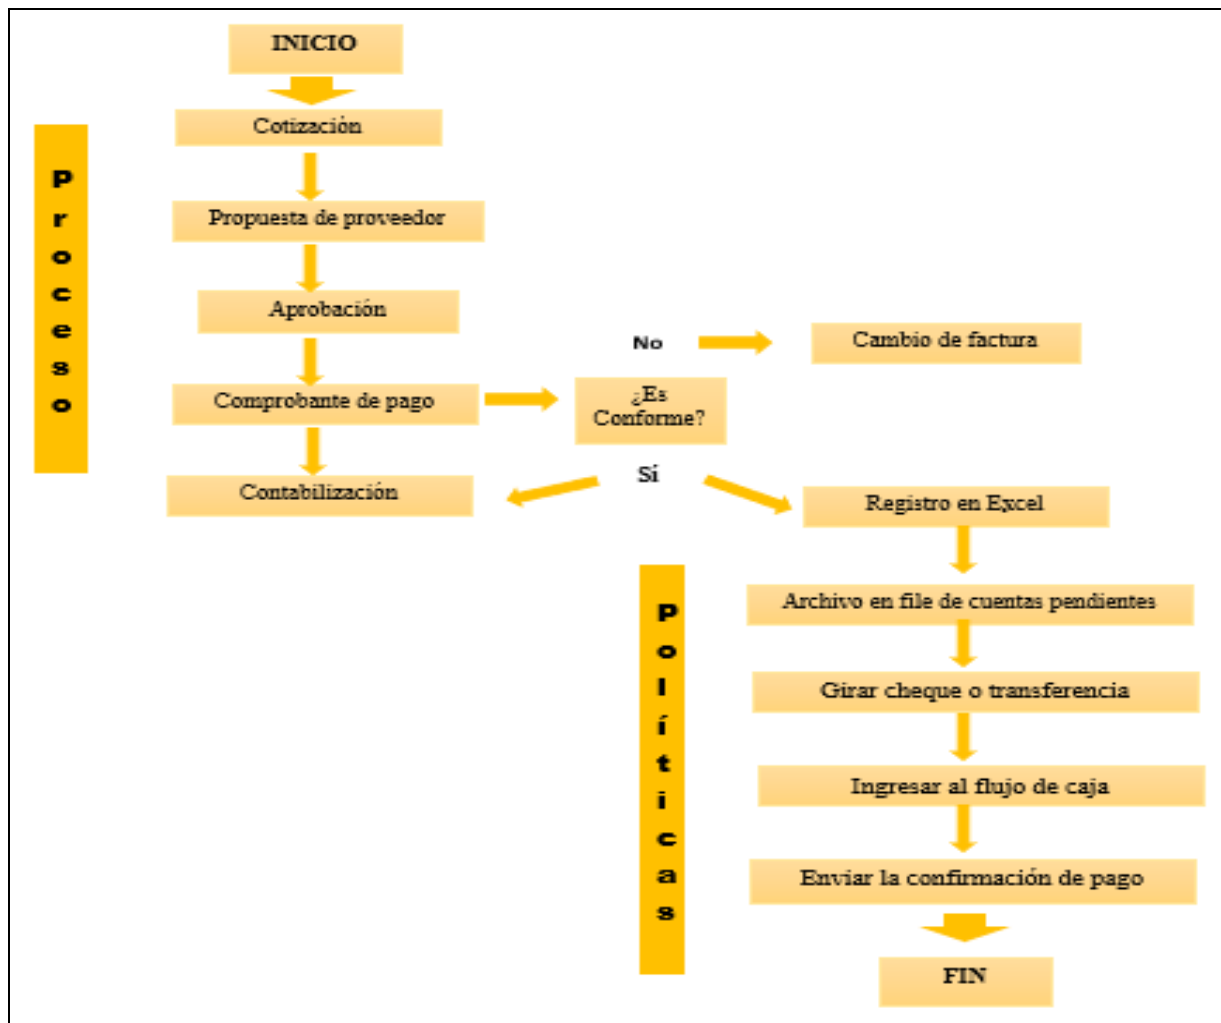 INICIO
Cotización
Proceso
Propuesta de proveedor
Aprobación
No
Cambio de factura
Comprobante de pago
¿Es
Conforme?
Sí
Contabilización
Registro en Excel
Políticas
Archivo en file de cuentas pendientes
Girar cheque o transferencia
Ingresar al flujo de caja
Enviar la confirmación de pago
FIN